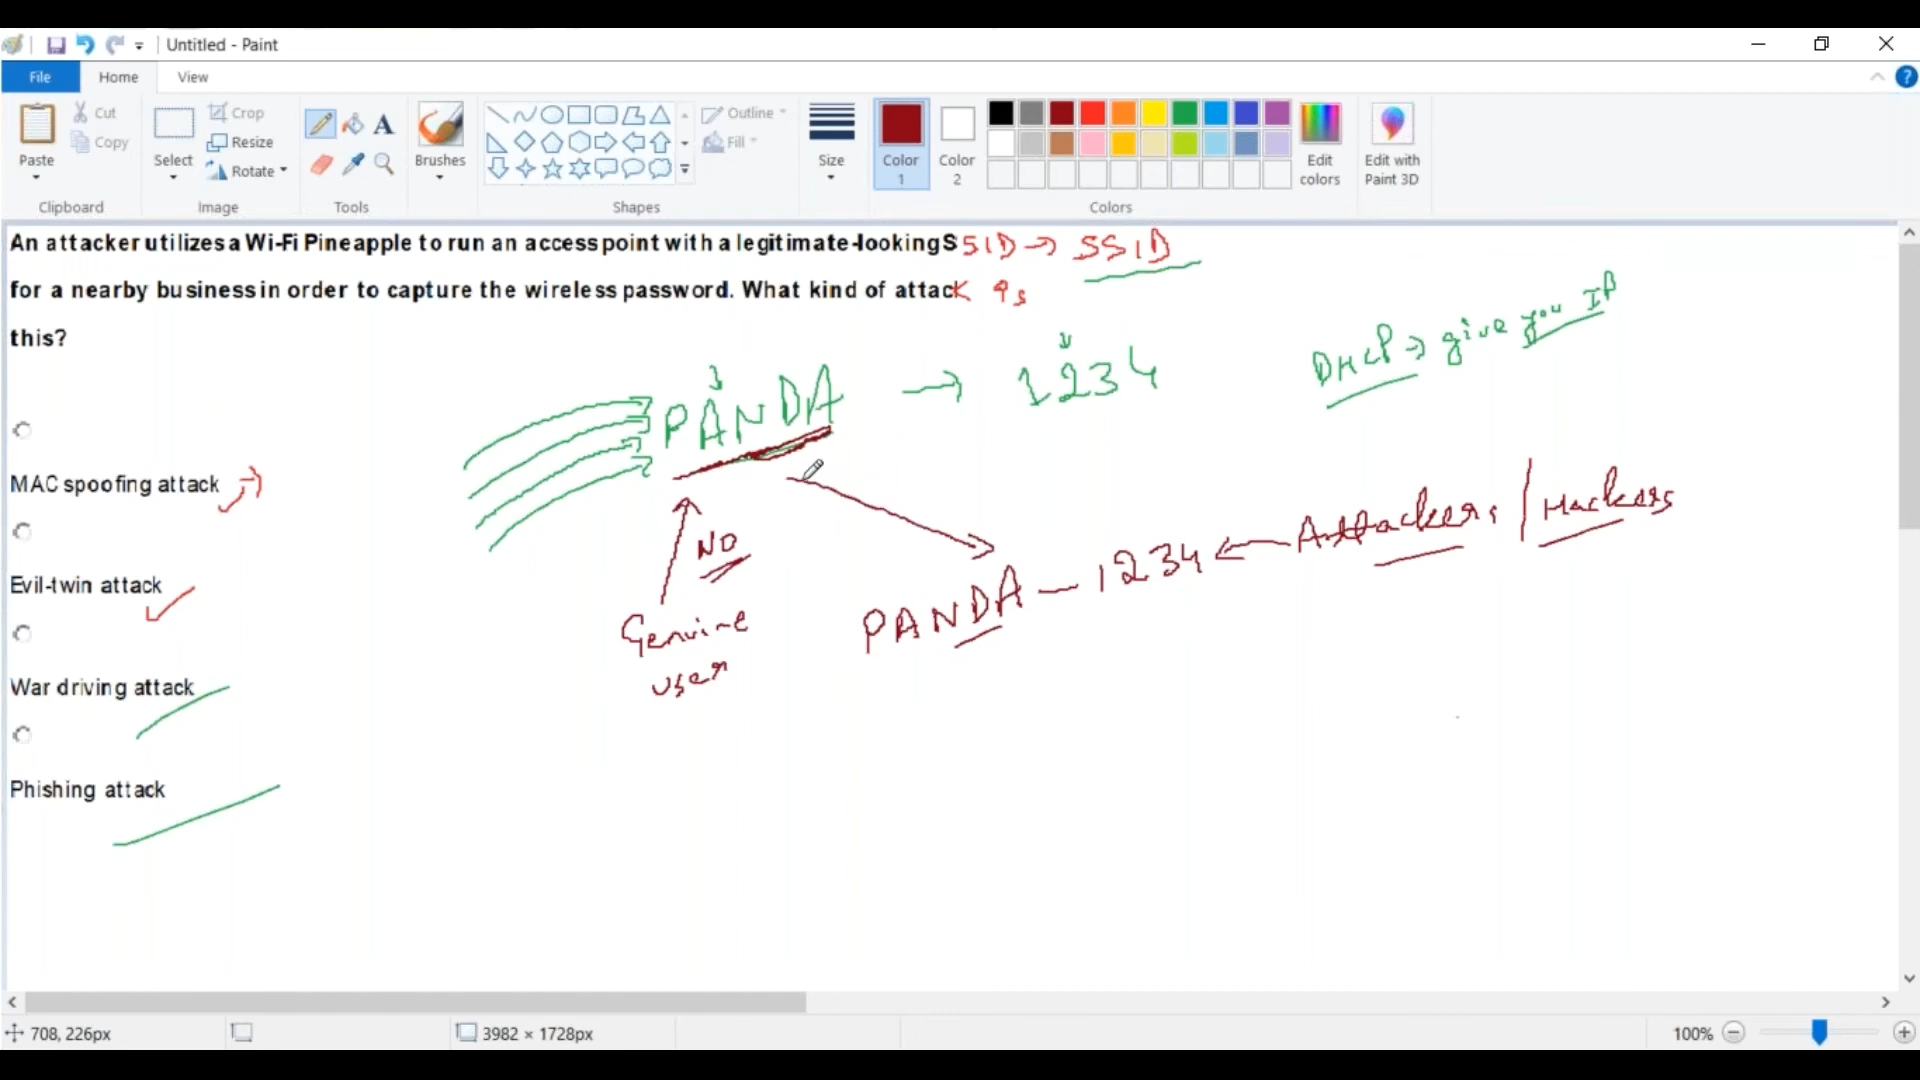 Untitled - Paint
File Home View
Paste Cut Copy Clipboard
Select Crop Resize Rotate Image
Tools
Brushes
Outline Fill Shapes
Size
Color 1 Color 2
Edit colors
Edit with Paint 3D
Colors
An attacker utilizes a Wi-Fi Pineapple to run an access point with a legitimate-looking SSID → SSID
for a nearby business in order to capture the wireless password. What kind of attack is
this?
DHCP → give you IP
PANDA → 1234
MAC spoofing attack
Attackers / Hackers
NO
PANDA - 1234
Evil-twin attack
Genuine
user
War driving attack
Phishing attack
708, 226px
3982 × 1728px
100%